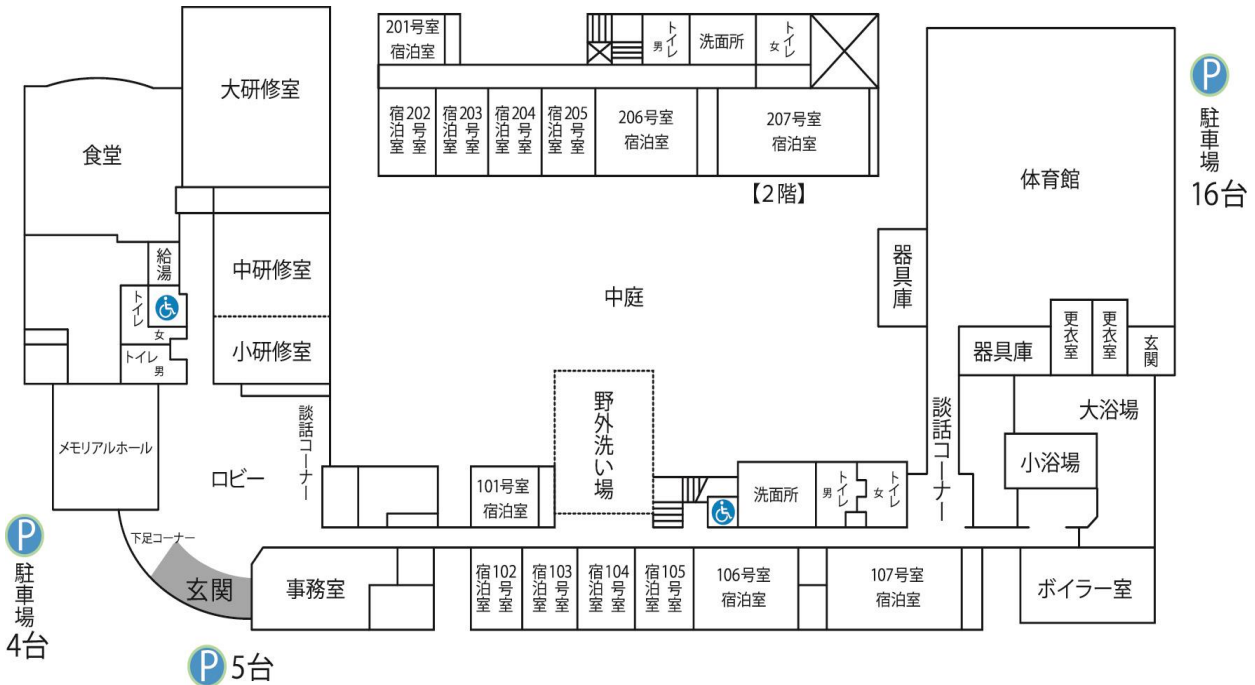 201号室
宿泊室
トイレ
男
洗面所
トイレ
女
202号室
宿泊室
203号室
宿泊室
204号室
宿泊室
205号室
宿泊室
206号室
宿泊室
207号室
宿泊室
【2階】
大研修室
食堂
給湯
中研修室
小研修室
トイレ
女
トイレ
男
メモリアルホール
ロビー
談話コーナー
下足コーナー
玄関
P
駐車場
4台
P 5台
事務室
中庭
野外洗い場
101号室
宿泊室
102号室
宿泊室
103号室
宿泊室
104号室
宿泊室
105号室
宿泊室
106号室
宿泊室
107号室
宿泊室
洗面所
トイレ
男
トイレ
女
談話コーナー
器具庫
体育館
器具庫
更衣室
更衣室
玄関
大浴場
小浴場
ボイラー室
P
駐車場
16台